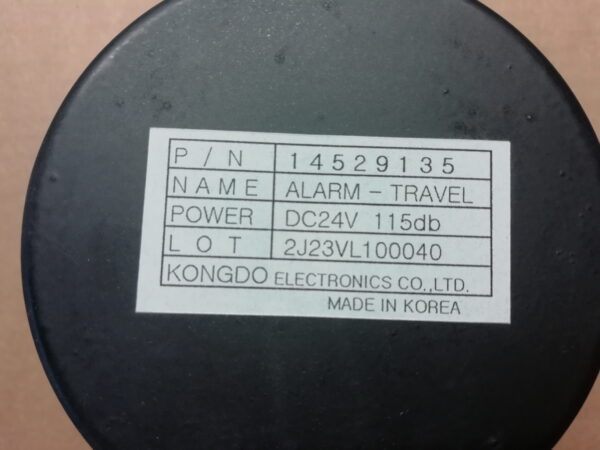 P / N 14529135
NAME ALARM - TRAVEL
POWER DC24V 115db
LOT 2J23VL100040
KONGDO ELECTRONICS CO.,LTD.
MADE IN KOREA